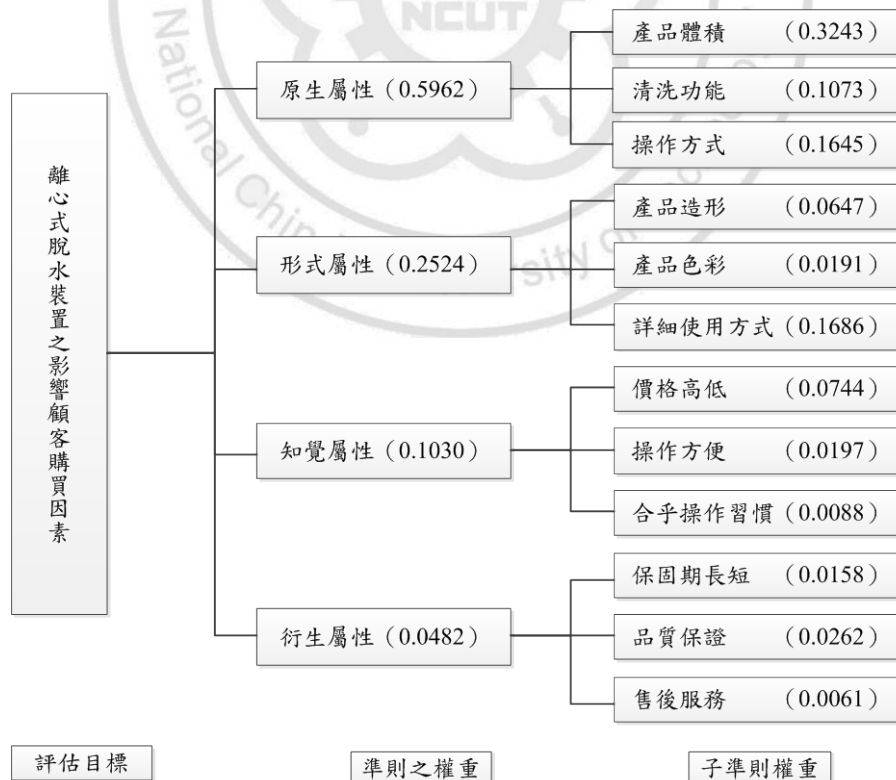 NCUT
離心式脫水裝置之影響顧客購買因素
原生屬性（0.5962）
產品體積 （0.3243）
清洗功能 （0.1073）
操作方式 （0.1645）
形式屬性（0.2524）
產品造形 （0.0647）
產品色彩 （0.0191）
詳細使用方式（0.1686）
知覺屬性（0.1030）
價格高低 （0.0744）
操作方便 （0.0197）
合乎操作習慣（0.0088）
衍生屬性（0.0482）
保固期長短 （0.0158）
品質保證 （0.0262）
售後服務 （0.0061）
評估目標
準則之權重
子準則權重